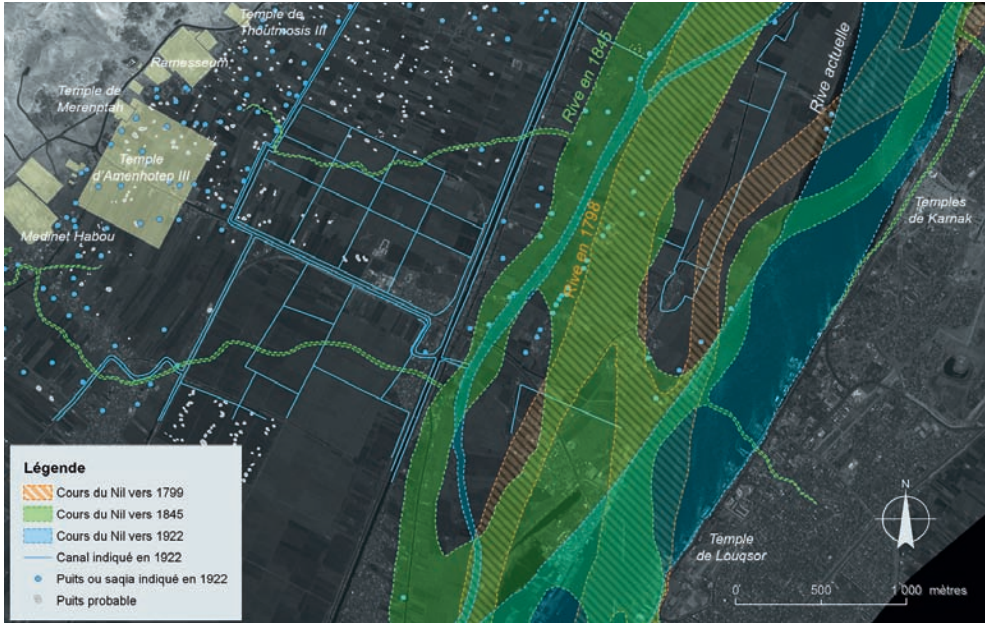 Temple de
Thoutmosis III
Ramesseum
Temple de
Merenptah
Temple
d'Amenhotep III
Medinet Habou
Rive en 1845
Rive en 1798
Rive actuelle
Temples
de Karnak
Temple
de Louqsor
N
0 500 1 000 mètres
Légende
Cours du Nil vers 1799
Cours du Nil vers 1845
Cours du Nil vers 1922
Canal indiqué en 1922
Puits ou saqia indiqué en 1922
Puits probable